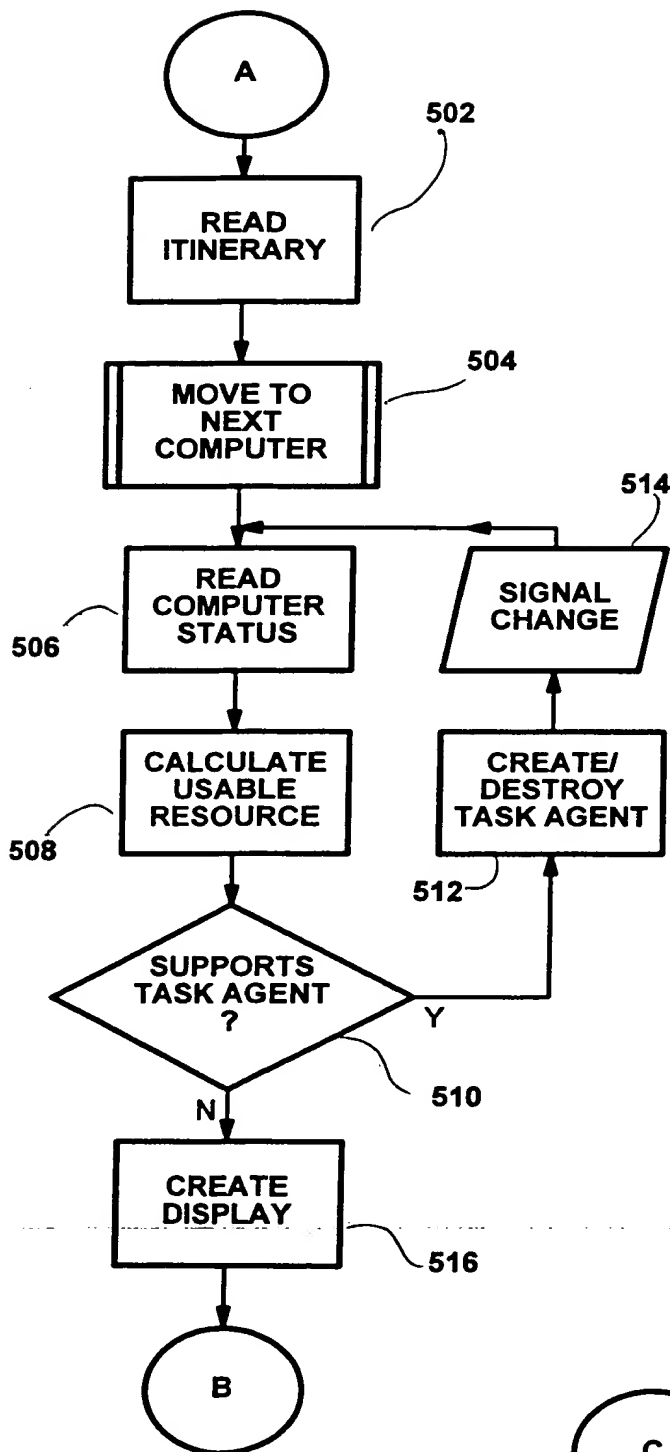 A
502
READ
ITINERARY
504
MOVE TO
NEXT
COMPUTER
514
READ
COMPUTER
STATUS
SIGNAL
CHANGE
506
CALCULATE
USABLE
RESOURCE
CREATE/
DESTROY
TASK AGENT
508
512
SUPPORTS
TASK AGENT
?
Y
510
N
CREATE
DISPLAY
516
B